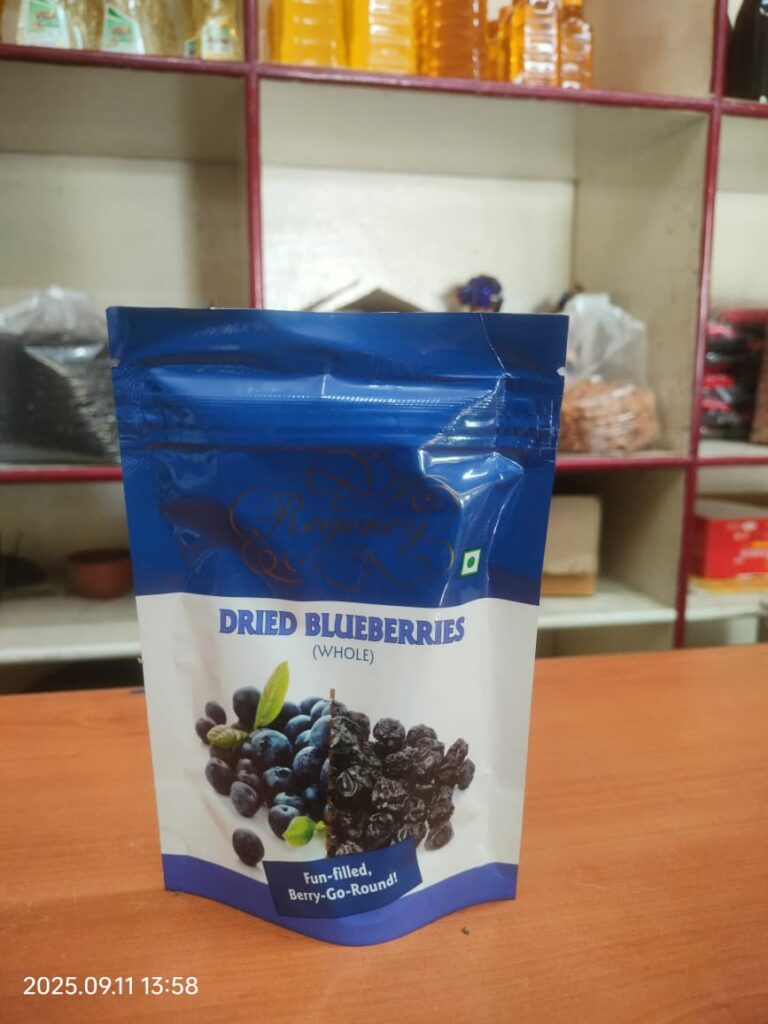 Regency
DRIED BLUEBERRIES
(WHOLE)
Fun-filled,
Berry-Go-Round!
2025.09.11 13:58